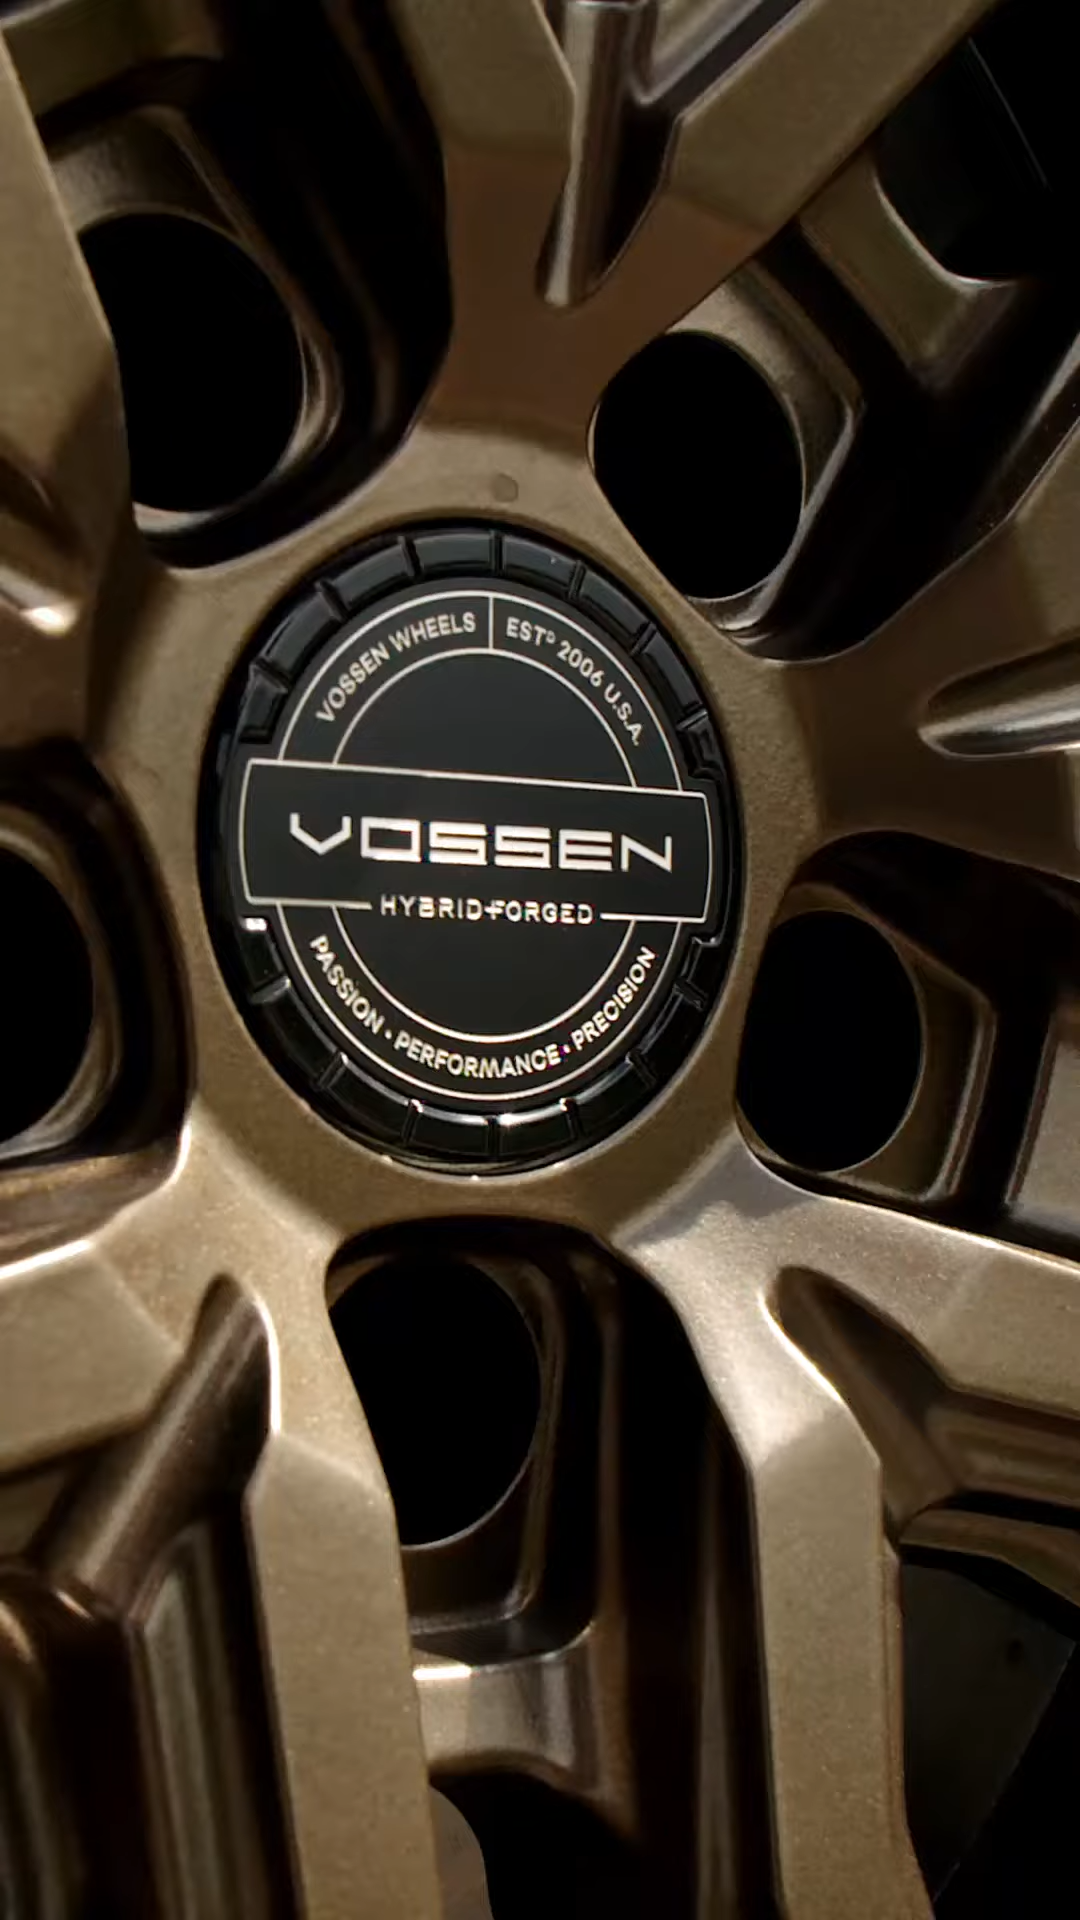 VOSSEN WHEELS
ESTᴰ 2006 U.S.A.
VOSSEN
HYBRID FORGED
PASSION • PERFORMANCE • PRECISION